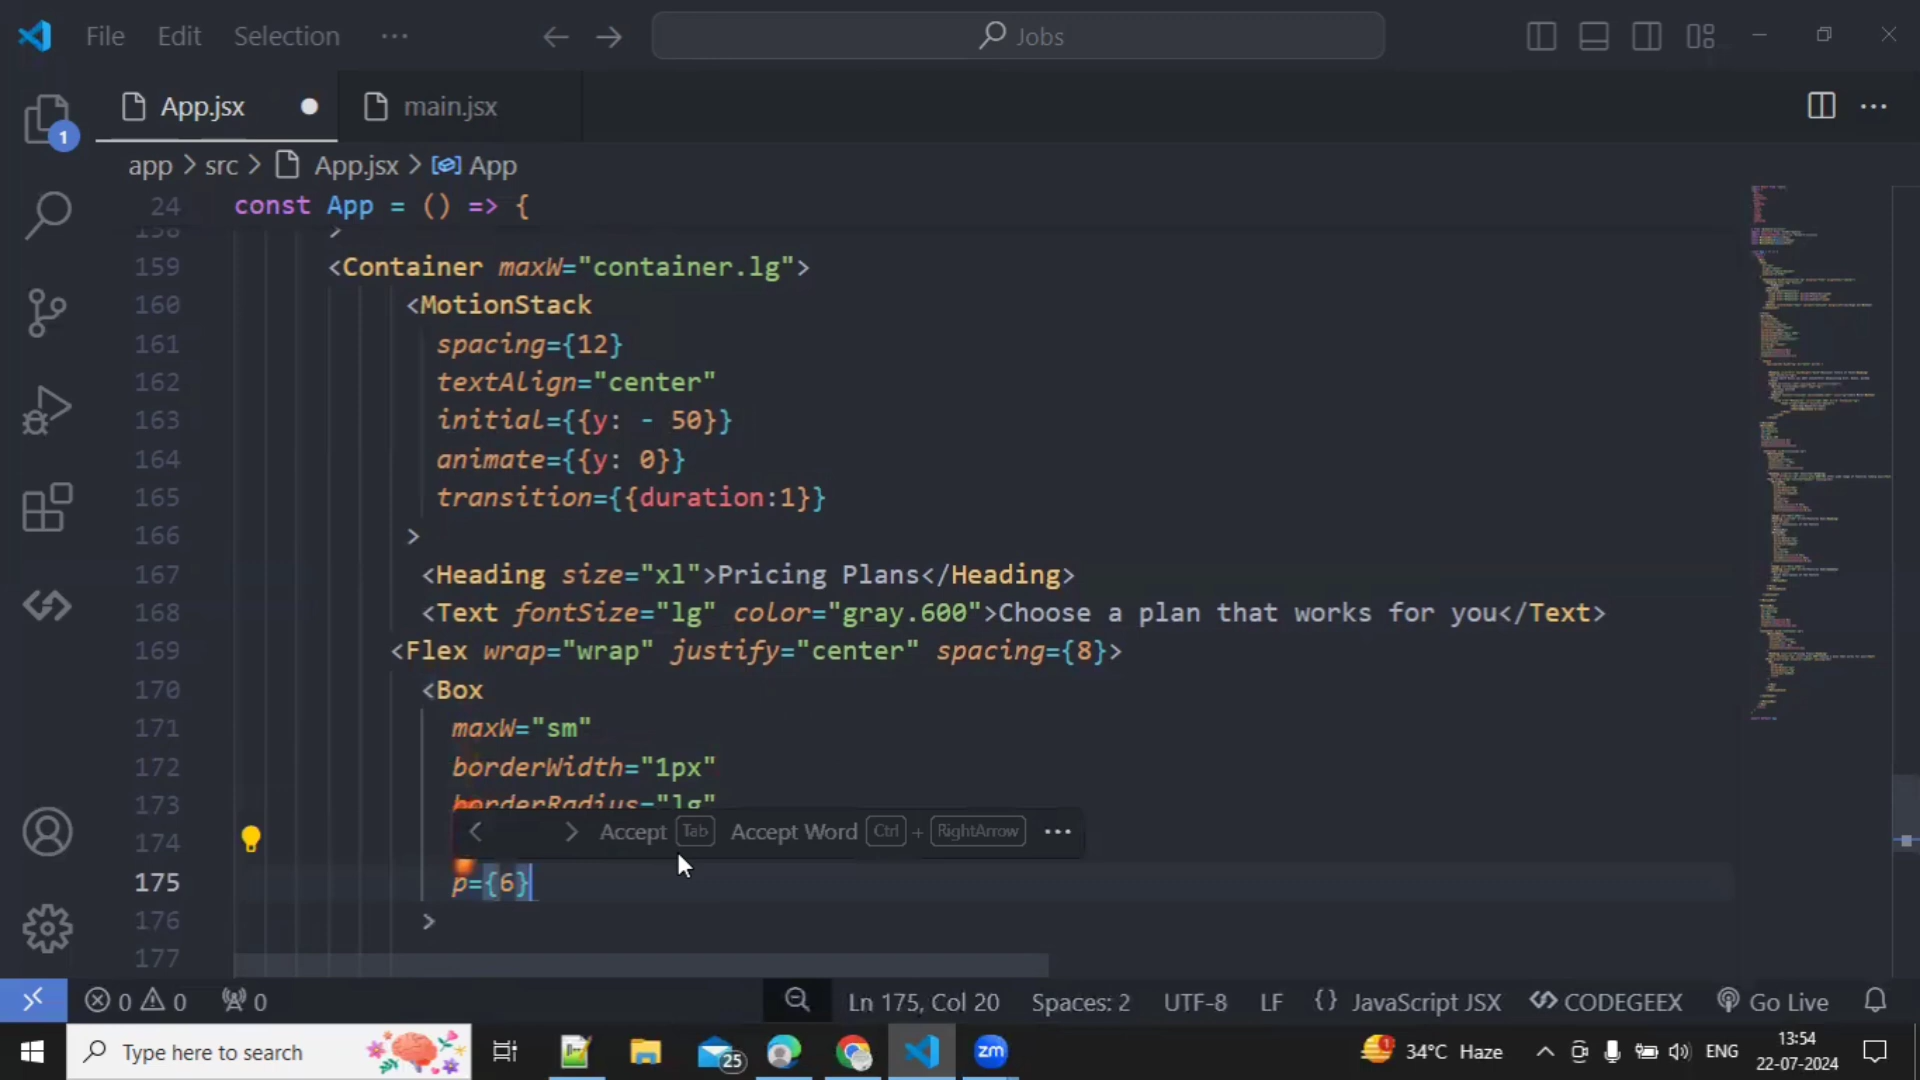 File Edit Selection ··· Jobs
App.jsx main.jsx ···
1
app > src > App.jsx > App
24 const App = () => {
158 >
159 <Container maxW="container.lg">
160 <MotionStack
161 spacing={12}
162 textAlign="center"
163 initial={{y: - 50}}
164 animate={{y: 0}}
165 transition={{duration:1}}
166 >
167 <Heading size="xl">Pricing Plans</Heading>
168 <Text fontSize="lg" color="gray.600">Choose a plan that works for you</Text>
169 <Flex wrap="wrap" justify="center" spacing={8}>
170 <Box
171 maxW="sm"
172 borderWidth="1px"
173 borderRadius="lg"
174 < > Accept Tab Accept Word Ctrl + RightArrow ···
175 p={6}
176 >
177
0 0 0 Ln 175, Col 20 Spaces: 2 UTF-8 LF {} JavaScript JSX CODEGEEX Go Live
Type here to search 25 zm 1 34°C Haze ENG 13:54
22-07-2024